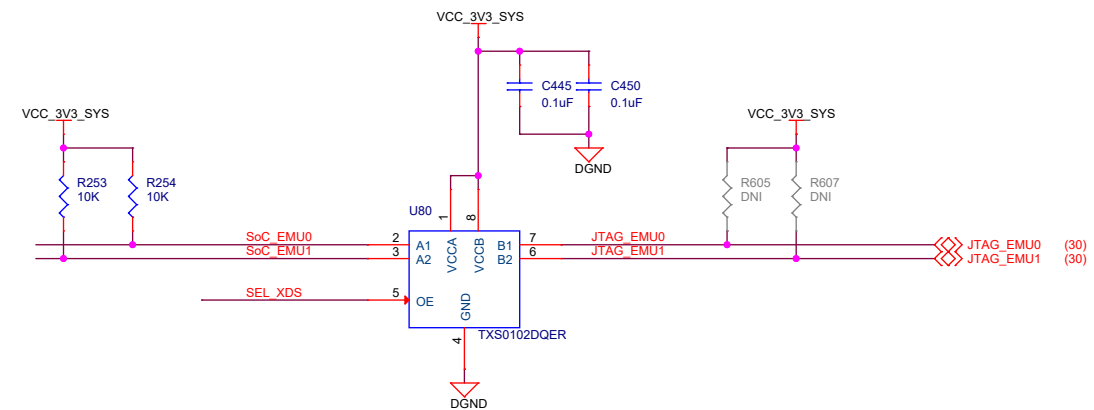 VCC_3V3_SYS
C445
0.1uF
C450
0.1uF
DGND
VCC_3V3_SYS
R253
10K
R254
10K
VCC_3V3_SYS
R605
DNI
R607
DNI
U80
1
8
VCCA
VCCB
SoC_EMU0
2
A1
SoC_EMU1
3
A2
B1
7
JTAG_EMU0
B2
6
JTAG_EMU1
JTAG_EMU0 (30)
JTAG_EMU1 (30)
SEL_XDS
5
OE
GND
TXS0102DQER
4
DGND